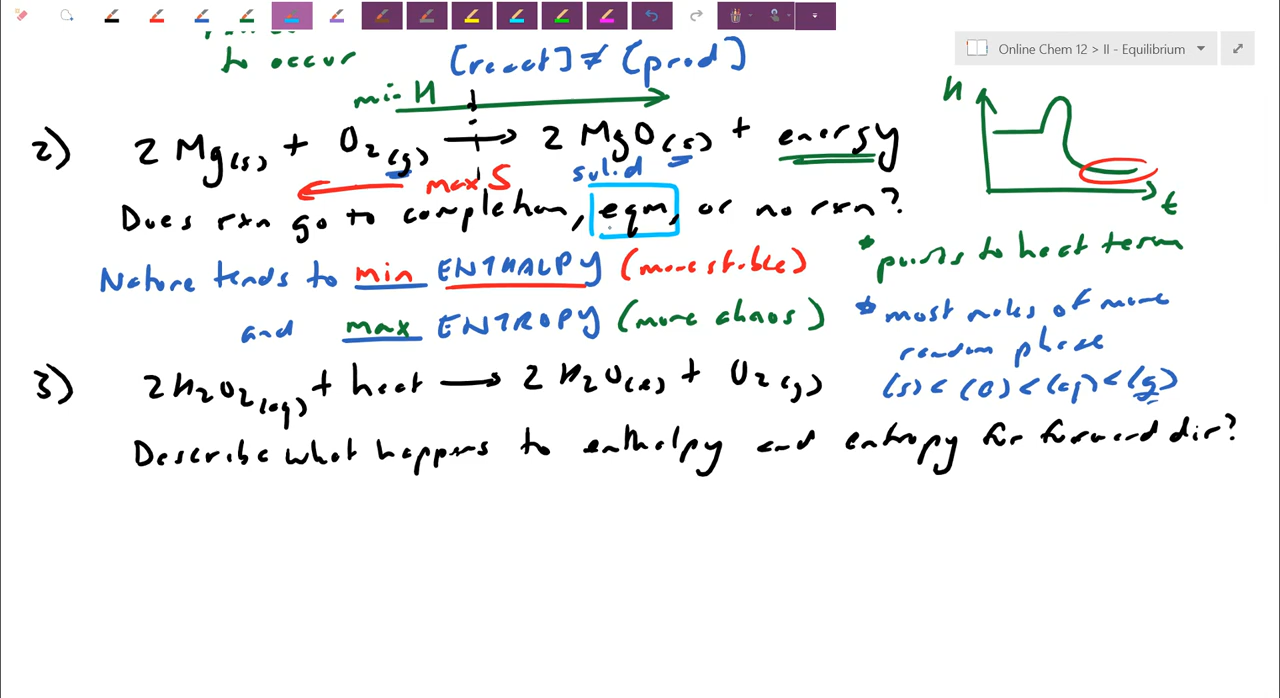 Online Chem 12 > II - Equilibrium
to occur
[react] ≠ [prod]
min H
H
2) 2 Mg(s) + O2(g) → 2 MgO(s) + energy
max S
solid
t
Does rxn go to completion, eqm, or no rxn?
* points to heat term
Nature tends to min ENTHALPY (more stable)
and max ENTROPY (more chaos)
* most moles of more
random phase
(s) < (l) < (aq) < (g)
3) 2H2O2(aq) + heat → 2 H2O(l) + O2(g)
Describe what happens to enthalpy and entropy for forward dir?